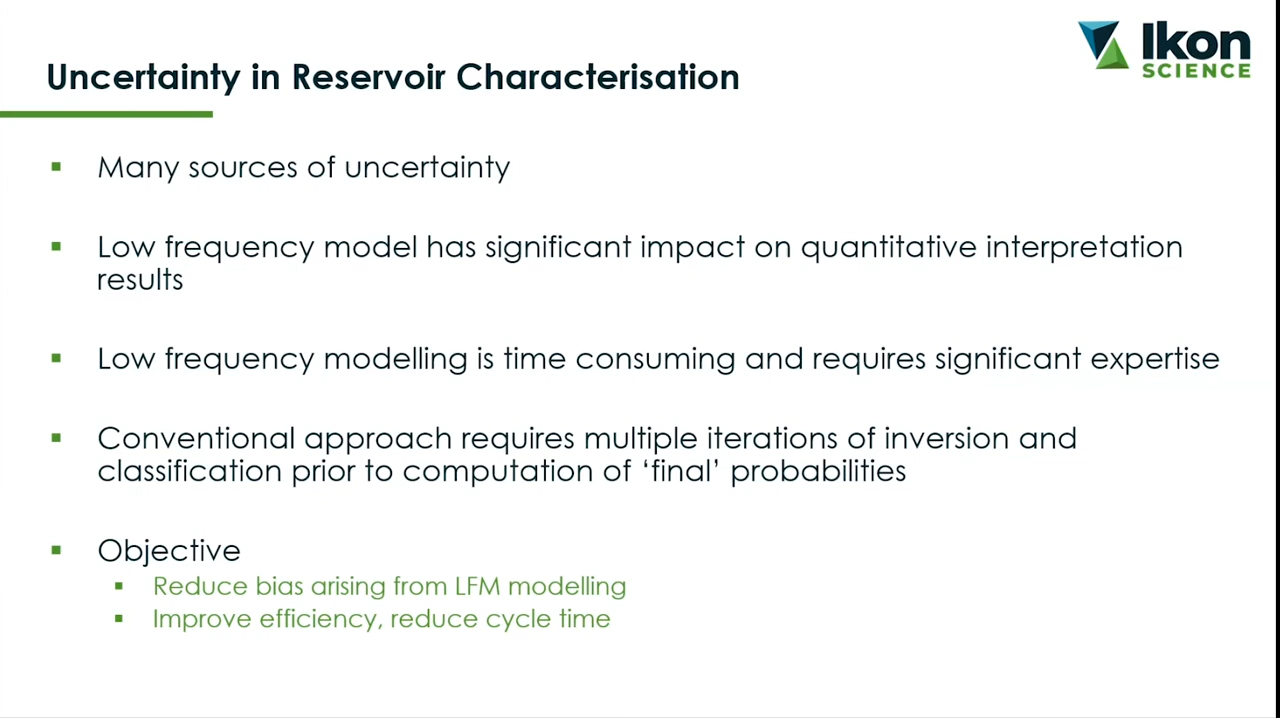 Ikon
SCIENCE
Uncertainty in Reservoir Characterisation
Many sources of uncertainty
Low frequency model has significant impact on quantitative interpretation
results
Low frequency modelling is time consuming and requires significant expertise
Conventional approach requires multiple iterations of inversion and
classification prior to computation of ‘final’ probabilities
Objective
Reduce bias arising from LFM modelling
Improve efficiency, reduce cycle time